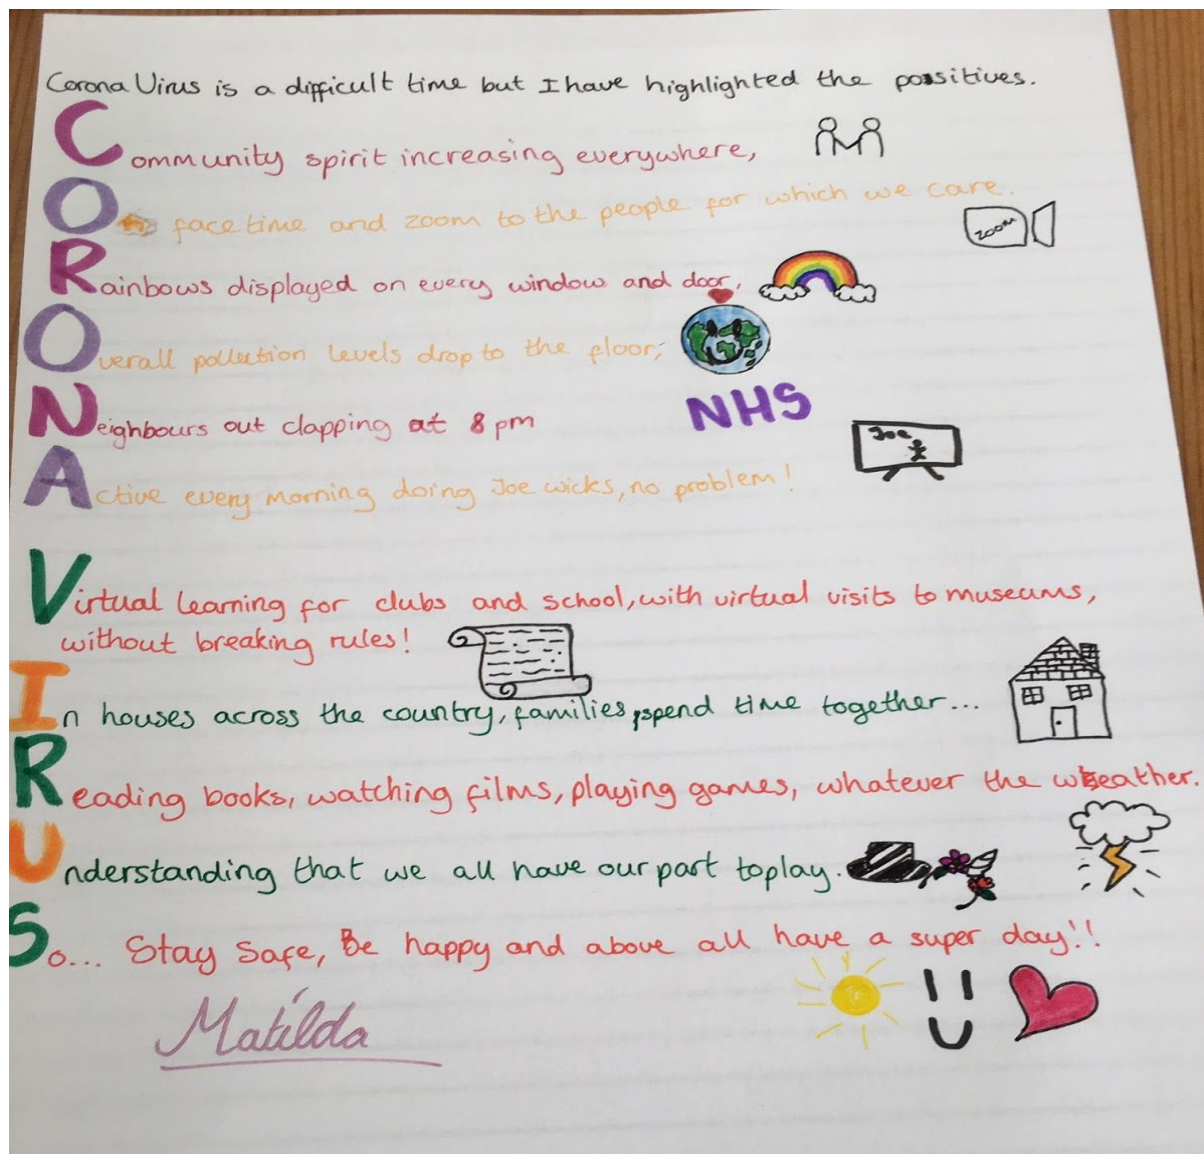 Corona Virus is a difficult time but I have highlighted the possitives.
Community spirit increasing everywhere,
O facetime and zoom to the people for which we care.
zoom
Rainbows displayed on every window and door,
Overall pollution levels drop to the floor;
NHS
Neighbours out clapping at 8 pm
Joe
Active every morning doing Joe wicks, no problem!
Virtual learning for clubs and school, with virtual visits to museums,
without breaking rules!
In houses across the country, families, spend time together...
Reading books, watching films, playing games, whatever the weather.
Understanding that we all have our part to play.
So... Stay Safe, Be happy and above all have a super day!!
Matilda